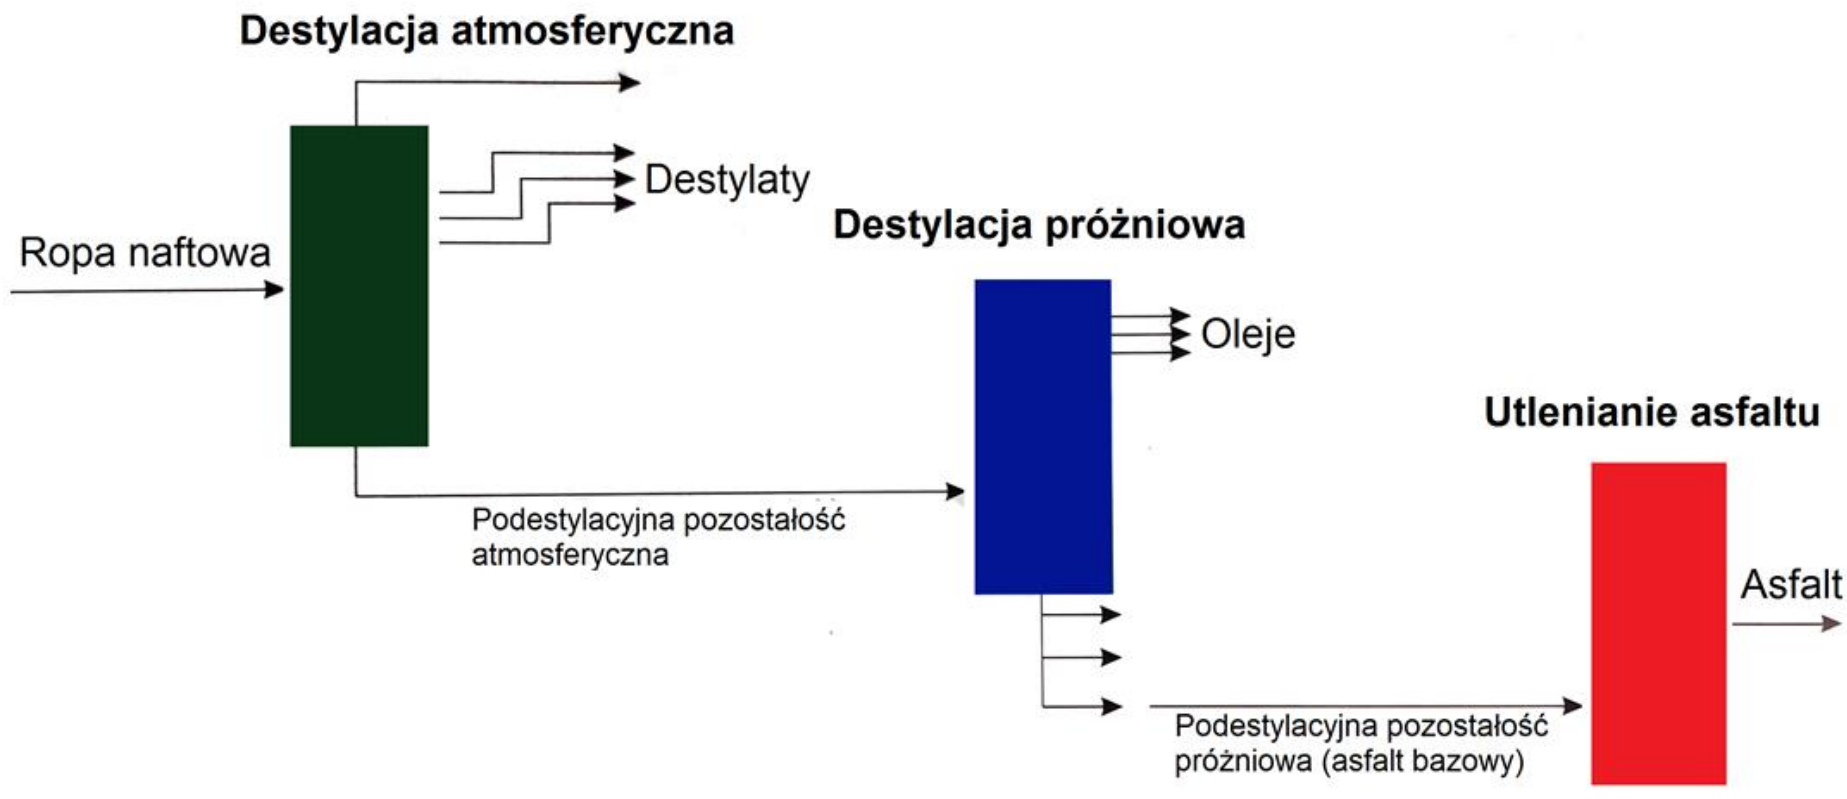 Destylacja atmosferyczna
Destylaty
Ropa naftowa
Destylacja próżniowa
Oleje
Utlenianie asfaltu
Podestylacyjna pozostałość
atmosferyczna
Asfalt
Podestylacyjna pozostałość
próżniowa (asfalt bazowy)